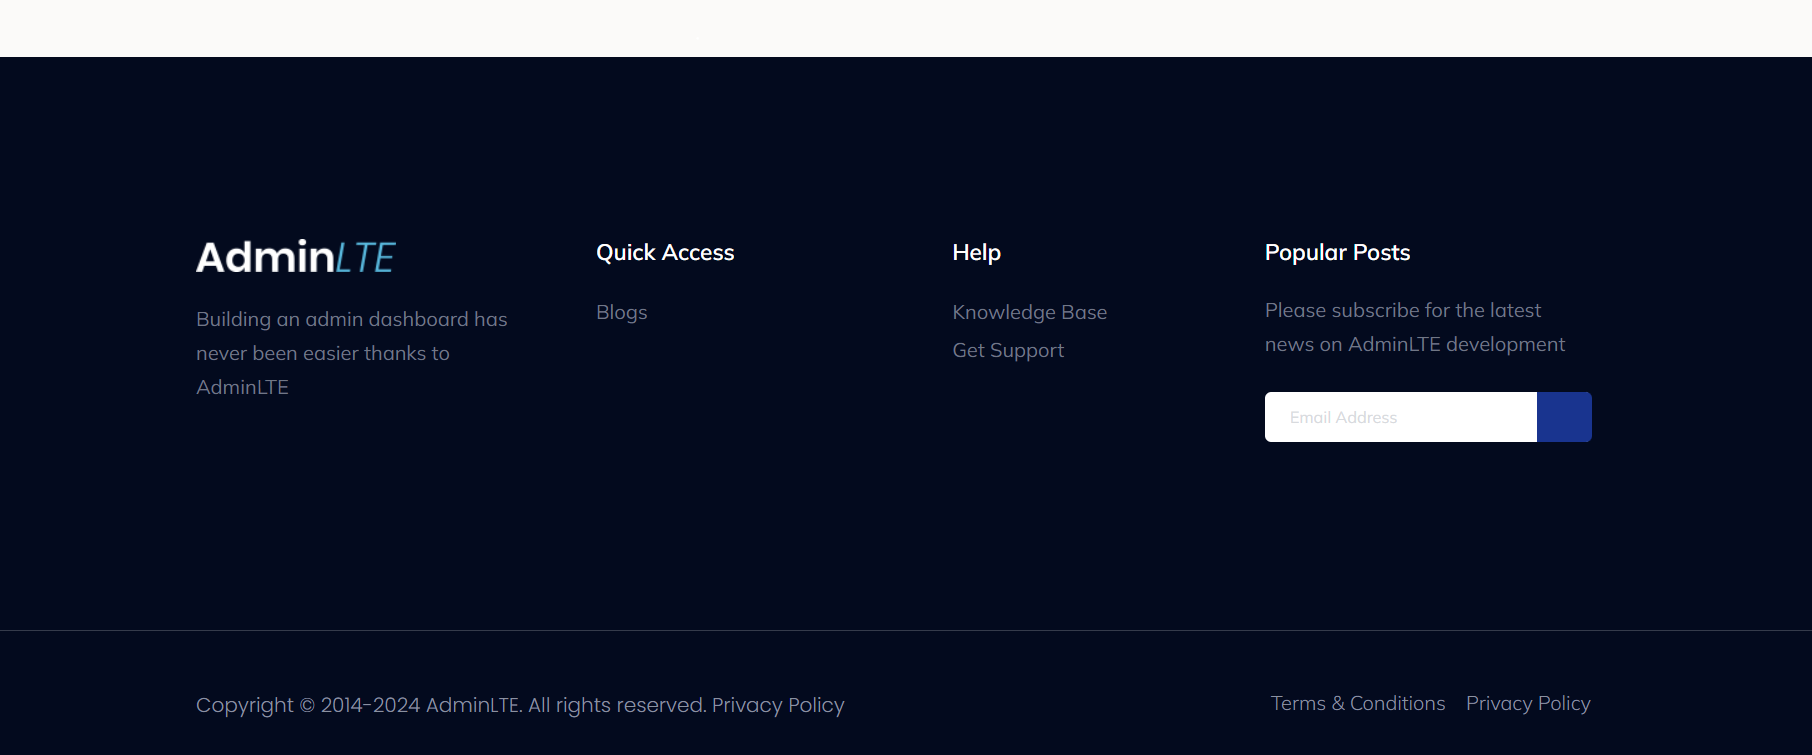 AdminLTE
Building an admin dashboard has
never been easier thanks to
AdminLTE
Quick Access
Blogs
Help
Knowledge Base
Get Support
Popular Posts
Please subscribe for the latest
news on AdminLTE development
Email Address
Copyright © 2014-2024 AdminLTE. All rights reserved. Privacy Policy
Terms & Conditions Privacy Policy